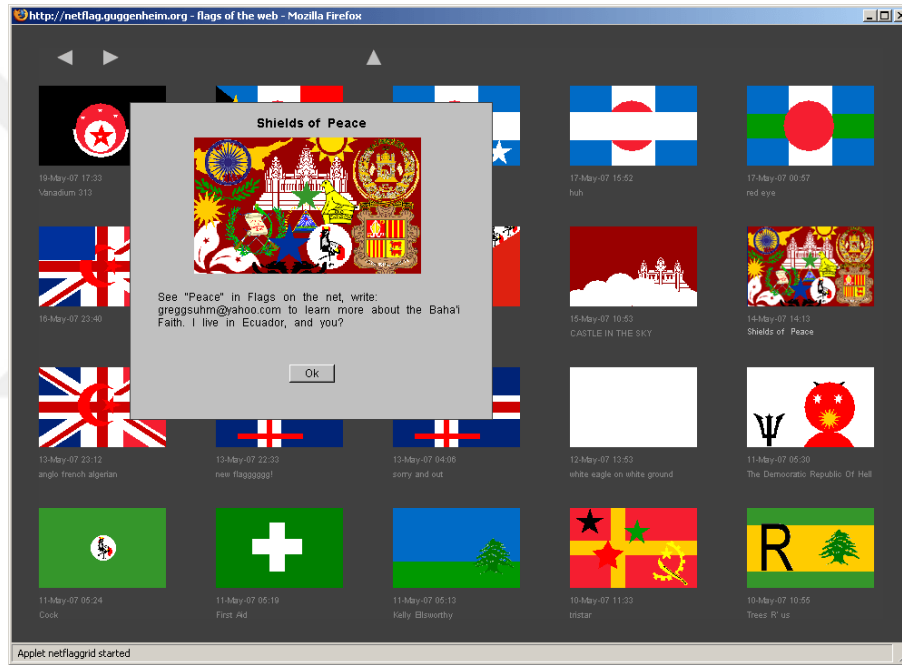 http://netflag.guggenheim.org - flags of the web - Mozilla Firefox
Shields of Peace
See "Peace" in Flags on the net, write:
greggsuhm@yahoo.com to learn more about the Baha'i
Faith. I live in Ecuador, and you?
Ok
19-May-07 17:33
Vanadium 313
17-May-07 15:52
huh
17-May-07 00:57
red eye
16-May-07 23:40
15-May-07 10:53
CASTLE IN THE SKY
14-May-07 14:13
Shields of Peace
13-May-07 23:12
anglo french algerian
13-May-07 22:33
new flagggggg!
13-May-07 04:06
sorry and out
12-May-07 13:53
white eagle on white ground
11-May-07 05:30
The Democratic Republic Of Hell
R
11-May-07 05:24
Cock
11-May-07 05:19
First Aid
11-May-07 05:13
Kelly Ellsworthy
10-May-07 11:33
tristar
10-May-07 10:55
Trees R' us
Applet netflaggrid started